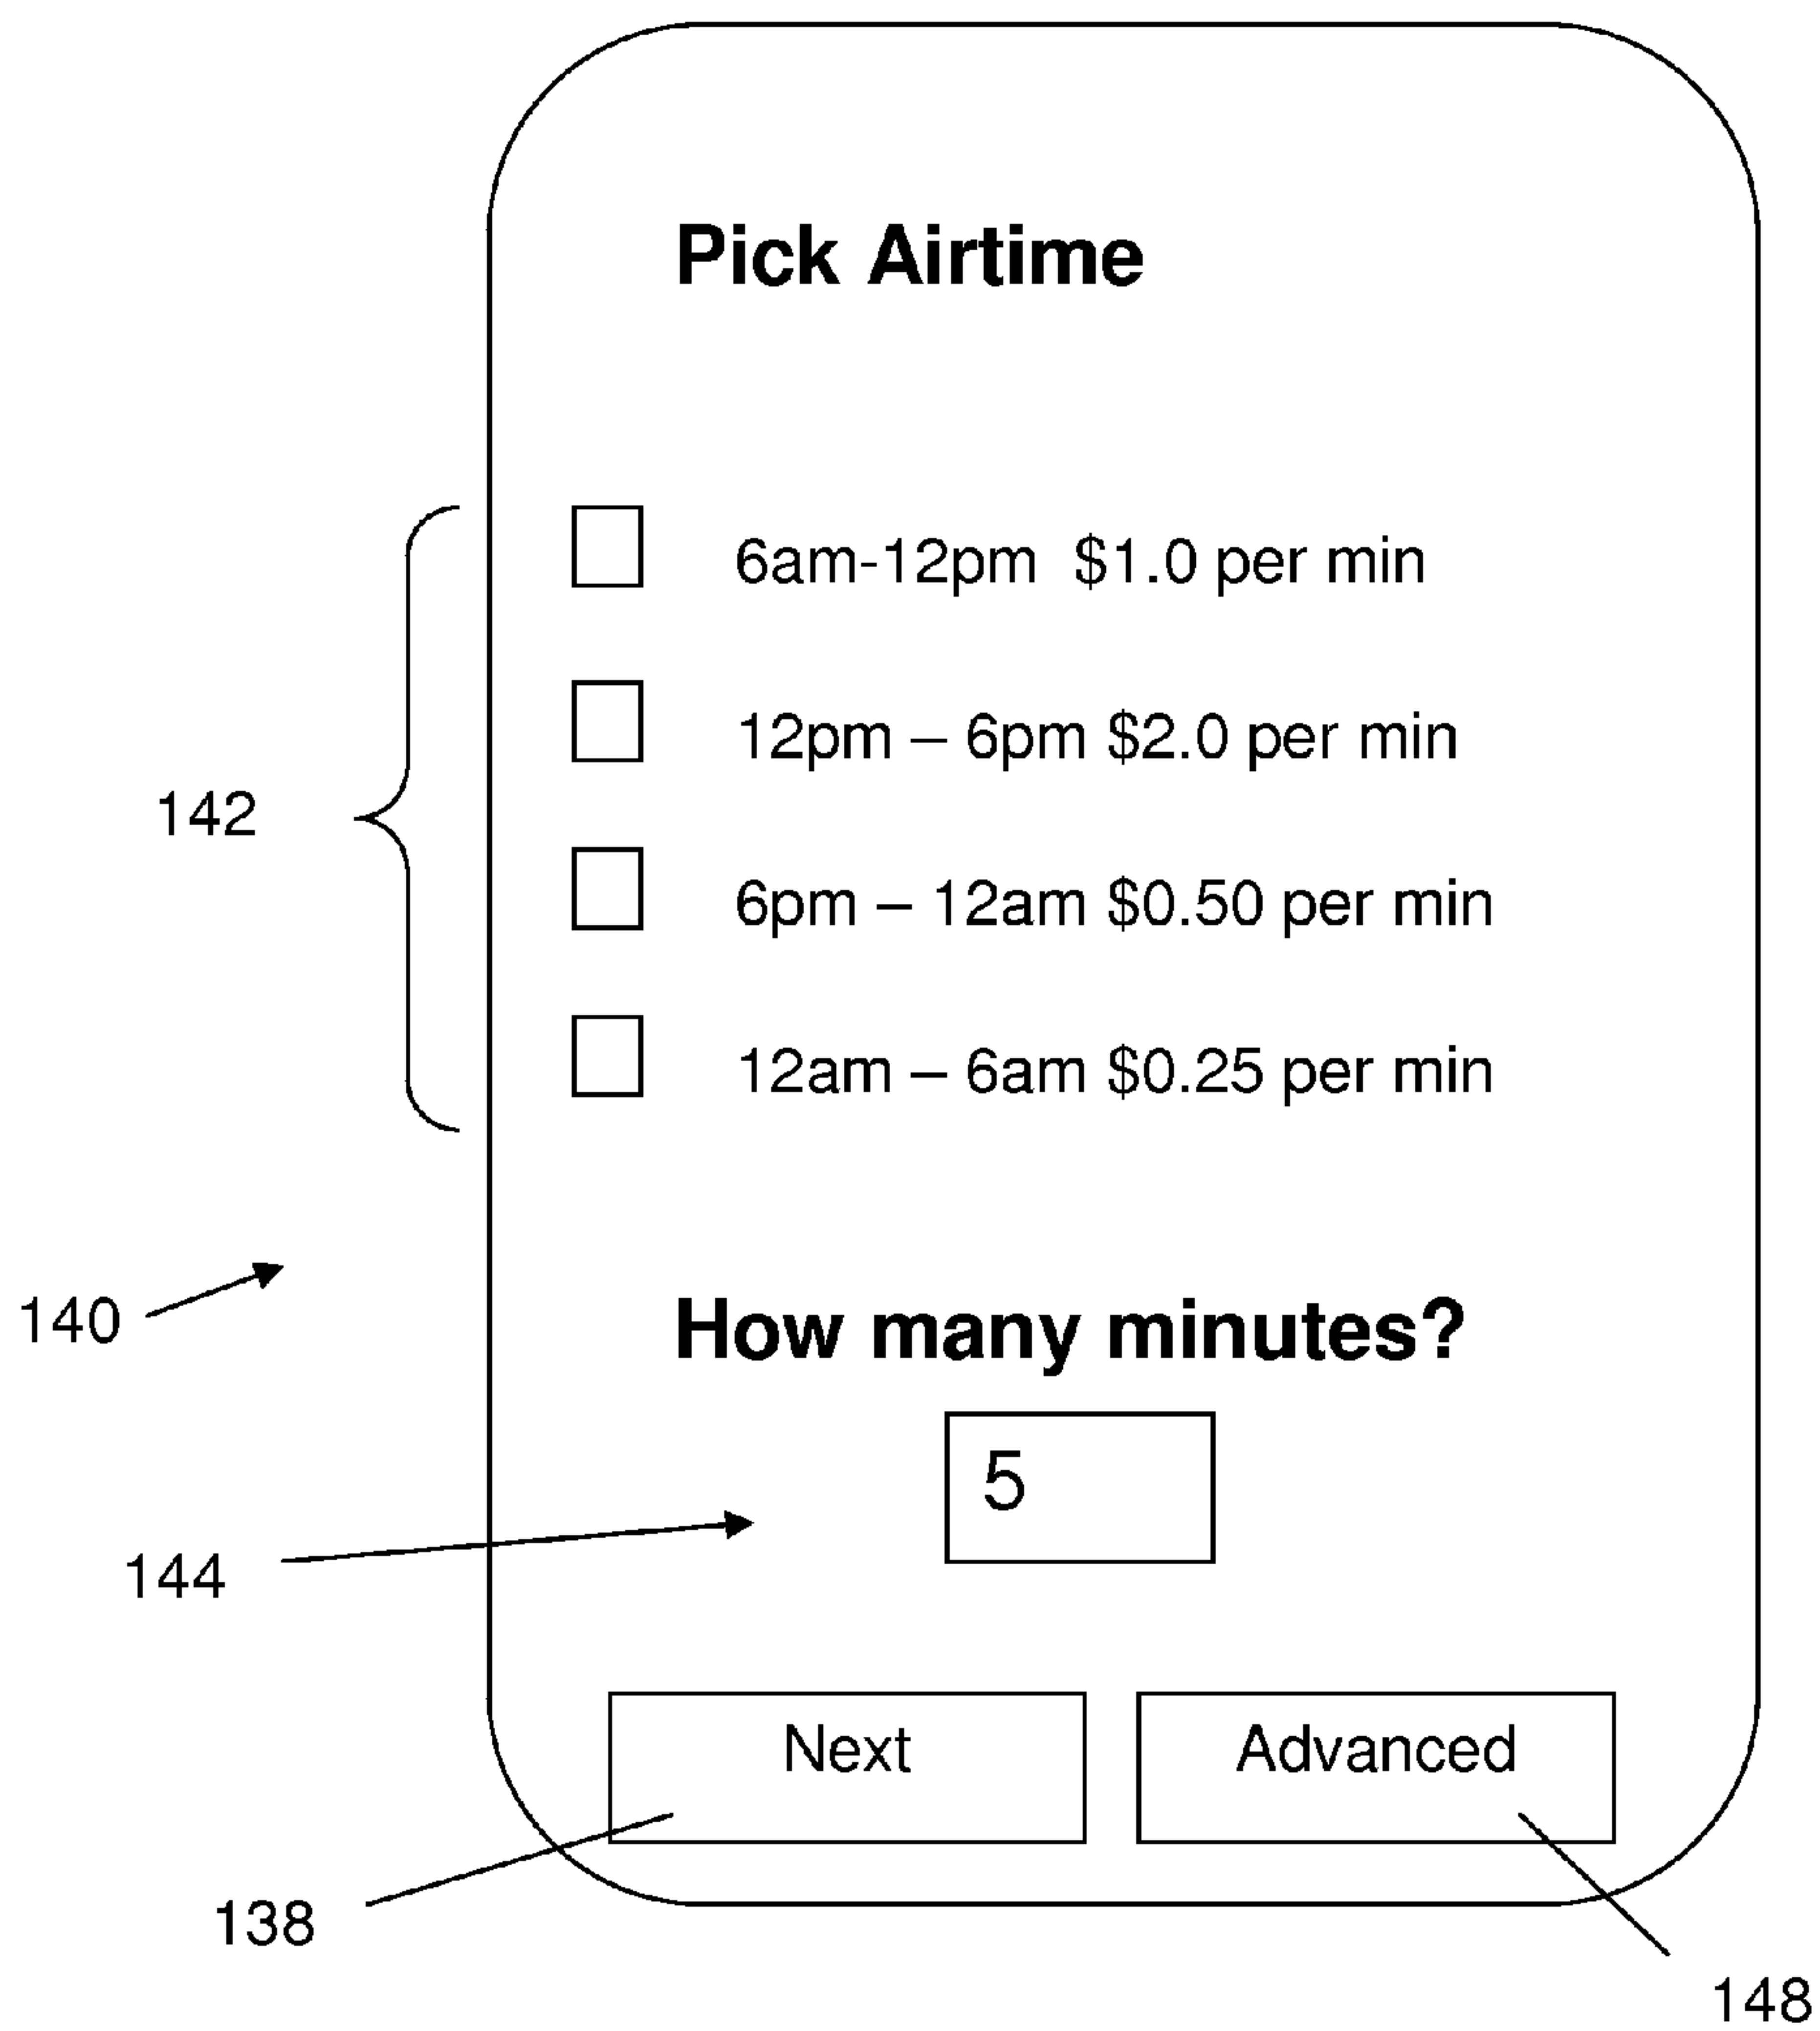 Pick Airtime
6am-12pm $1.0 per min
12pm – 6pm $2.0 per min
142
6pm – 12am $0.50 per min
12am – 6am $0.25 per min
140
How many minutes?
5
144
Next Advanced
138
148